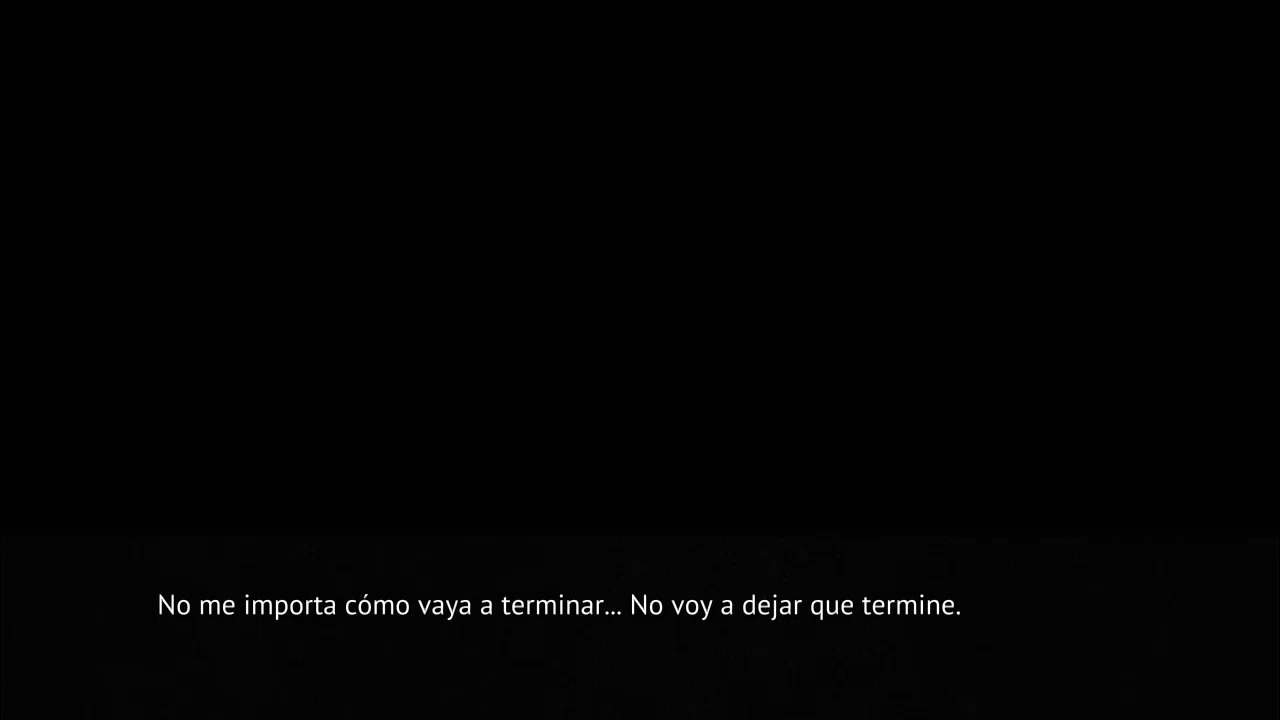 No me importa cómo vaya a terminar... No voy a dejar que termine.